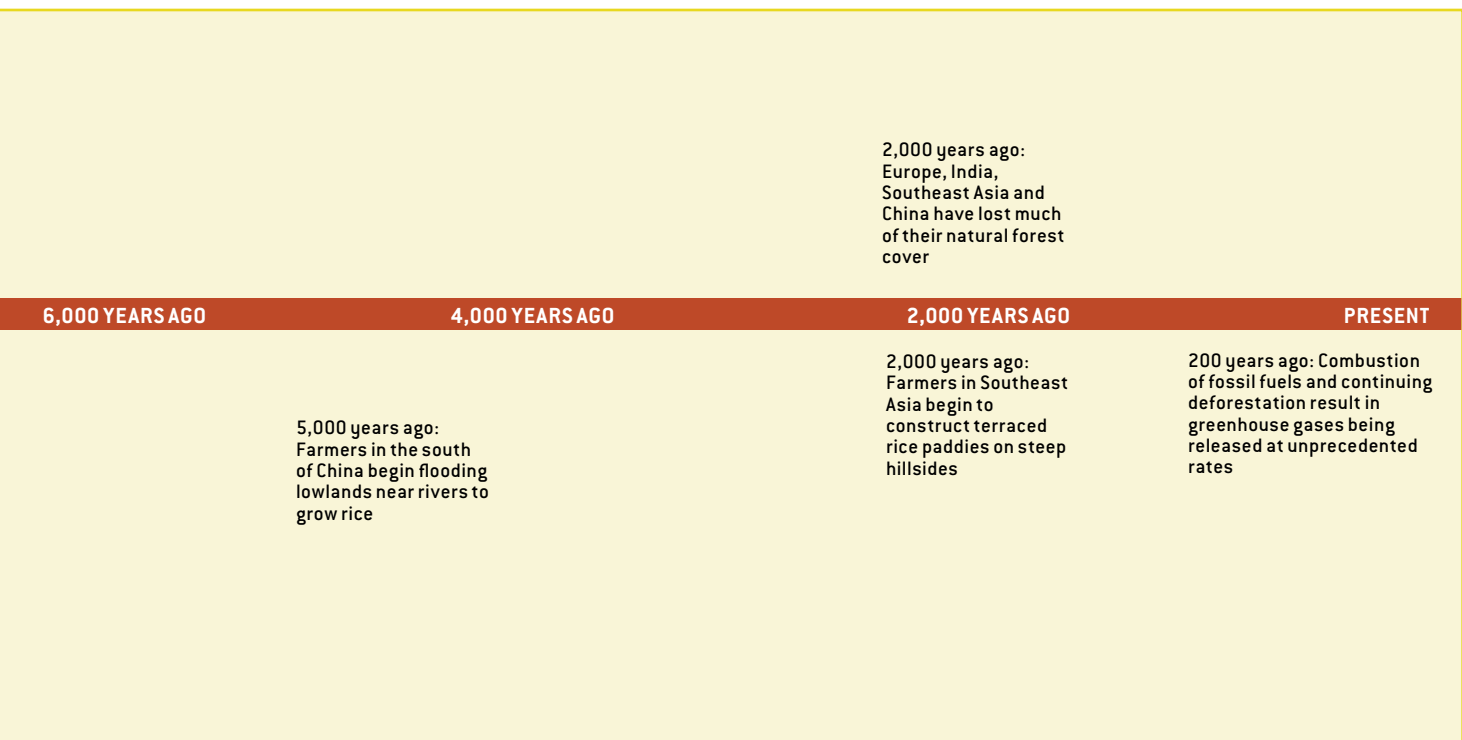 2,000 years ago:
Europe, India,
Southeast Asia and
China have lost much
of their natural forest
cover
6,000 YEARS AGO
4,000 YEARS AGO
2,000 YEARS AGO
PRESENT
5,000 years ago:
Farmers in the south
of China begin flooding
lowlands near rivers to
grow rice
2,000 years ago:
Farmers in Southeast
Asia begin to
construct terraced
rice paddies on steep
hillsides
200 years ago: Combustion
of fossil fuels and continuing
deforestation result in
greenhouse gases being
released at unprecedented
rates